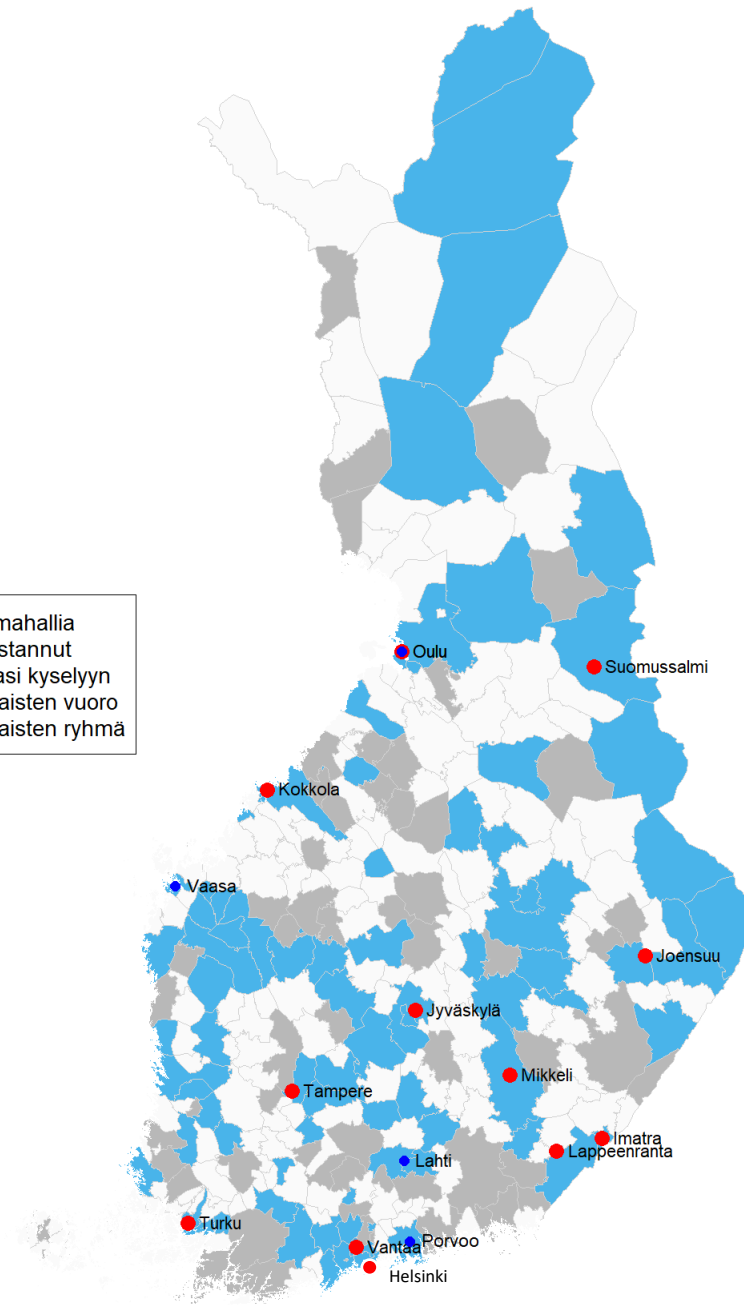 mahallia
stannut
asi kyselyyn
aisten vuoro
aisten ryhmä
Oulu
Suomussalmi
Kokkola
Vaasa
Joensuu
Jyväskylä
Mikkeli
Tampere
Imatra
Lappeenranta
Lahti
Turku
Porvoo
Vantaa
Helsinki